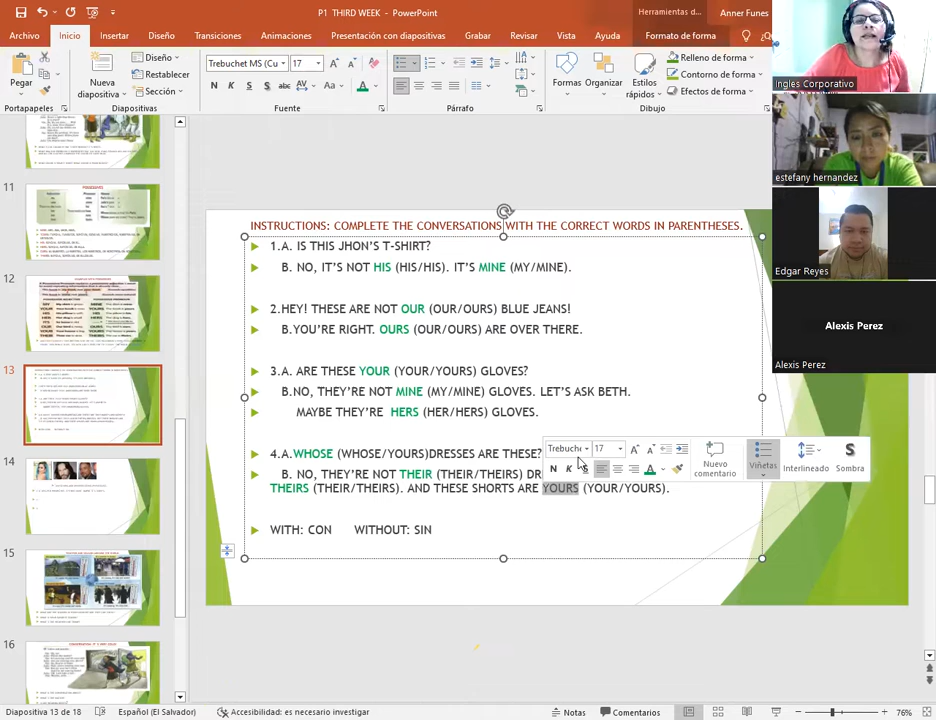 P1 THIRD WEEK - PowerPoint
Herramientas d...
Anner Funes
Archivo
Inicio
Insertar
Diseño
Transiciones
Animaciones
Presentación con diapositivas
Grabar
Revisar
Vista
Ayuda
Formato de forma
Pegar
Nueva
diapositiva
Diseño
Restablecer
Sección
Trebuchet MS (Cu
17
N K S S abc AV Aa A
Formas
Organizar
Estilos
rápidos
Relleno de forma
Contorno de forma
Efectos de forma
Portapapeles
Diapositivas
Fuente
Párrafo
Dibujo
Ingles Corporativo
estefany hernandez
Edgar Reyes
Alexis Perez
Alexis Perez
11
12
13
14
15
16
INSTRUCTIONS: COMPLETE THE CONVERSATIONS WITH THE CORRECT WORDS IN PARENTHESES.
1.A. IS THIS JHON'S T-SHIRT?
B. NO, IT'S NOT HIS (HIS/HIS). IT'S MINE (MY/MINE).
2.HEY! THESE ARE NOT OUR (OUR/OURS) BLUE JEANS!
B.YOU'RE RIGHT. OURS (OUR/OURS) ARE OVER THERE.
3.A. ARE THESE YOUR (YOUR/YOURS) GLOVES?
B.NO, THEY'RE NOT MINE (MY/MINE) GLOVES. LET'S ASK BETH.
MAYBE THEY'RE HERS (HER/HERS) GLOVES.
4.A.WHOSE (WHOSE/YOURS)DRESSES ARE THESE?
B. NO, THEY'RE NOT THEIR (THEIR/THEIRS) DR
THEIRS (THEIR/THEIRS). AND THESE SHORTS ARE YOURS (YOUR/YOURS).
WITH: CON WITHOUT: SIN
Trebuche
17
N K S A
Nuevo
comentario
Viñetas
Interlineado
Sombra
Diapositiva 13 de 18
Español (El Salvador)
Accesibilidad: es necesario investigar
Notas
Comentarios
76%